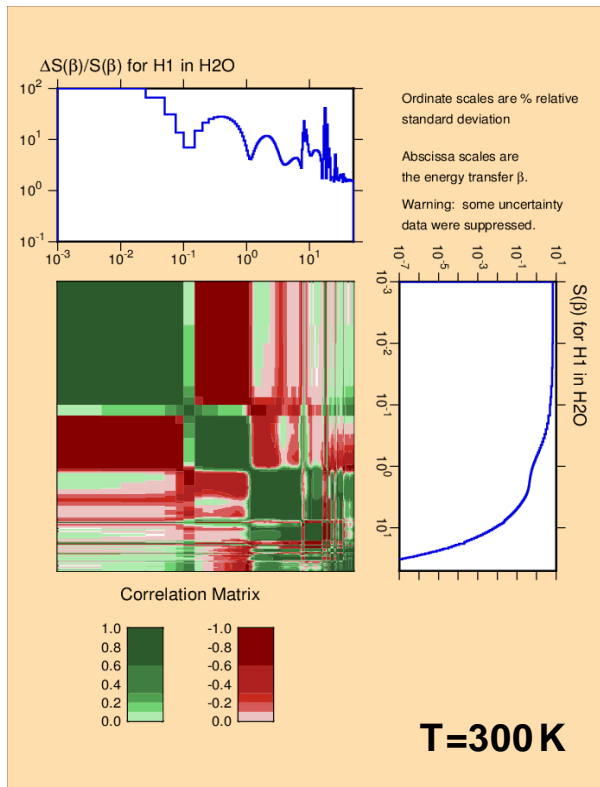 ΔS(β)/S(β) for H1 in H2O
10²
10¹
10⁰
10⁻¹
10⁻³ 10⁻² 10⁻¹ 10⁰ 10¹
Ordinate scales are % relative
standard deviation
Abscissa scales are
the energy transfer β.
Warning: some uncertainty
data were suppressed.
10⁻⁷ 10⁻⁵ 10⁻³ 10⁻¹ 10¹
S(β) for H1 in H2O
10⁻³
10⁻²
10⁻¹
10⁰
10¹
Correlation Matrix
1.0 -1.0
0.8 -0.8
0.6 -0.6
0.4 -0.4
0.2 -0.2
0.0 0.0
T=300 K